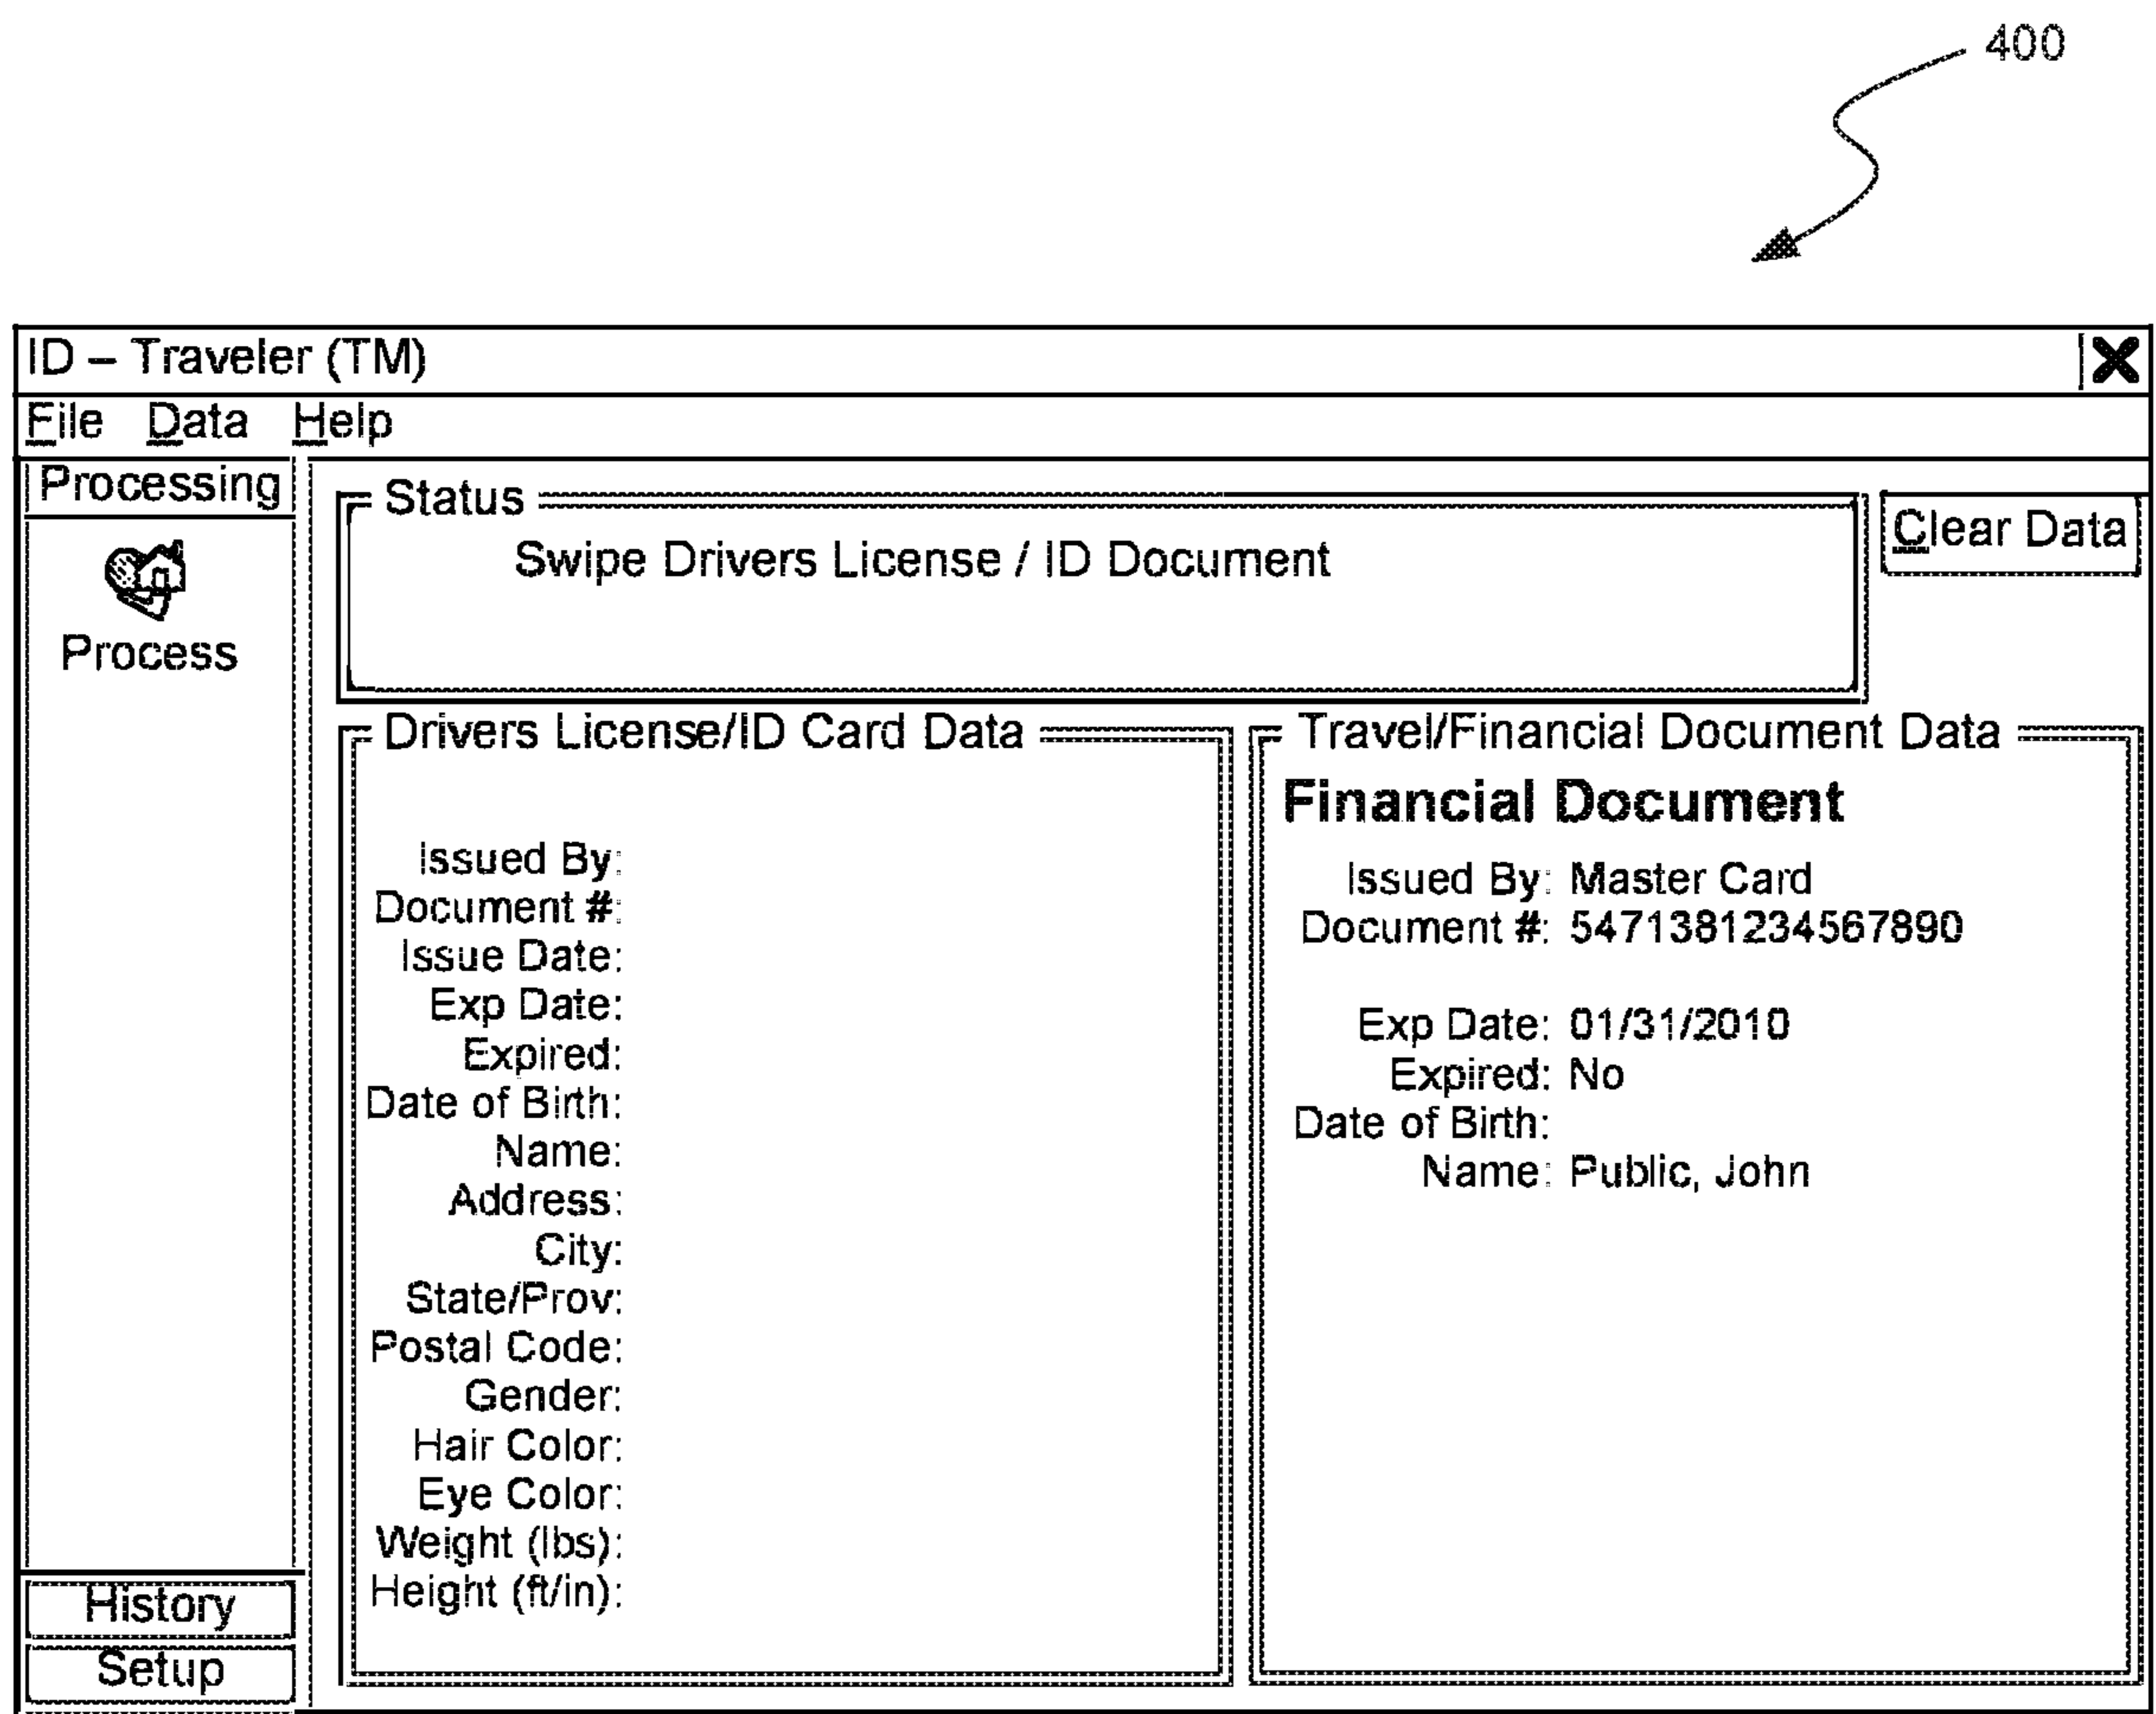 400
ID – Traveler (TM)
File Data Help
Processing
Process
History
Setup
Status
Swipe Drivers License / ID Document
Clear Data
Drivers License/ID Card Data
Issued By:
Document #:
Issue Date:
Exp Date:
Expired:
Date of Birth:
Name:
Address:
City:
State/Prov:
Postal Code:
Gender:
Hair Color:
Eye Color:
Weight (lbs):
Height (ft/in):
Travel/Financial Document Data
Financial Document
Issued By: Master Card
Document #: 5471381234567890
Exp Date: 01/31/2010
Expired: No
Date of Birth:
Name: Public, John